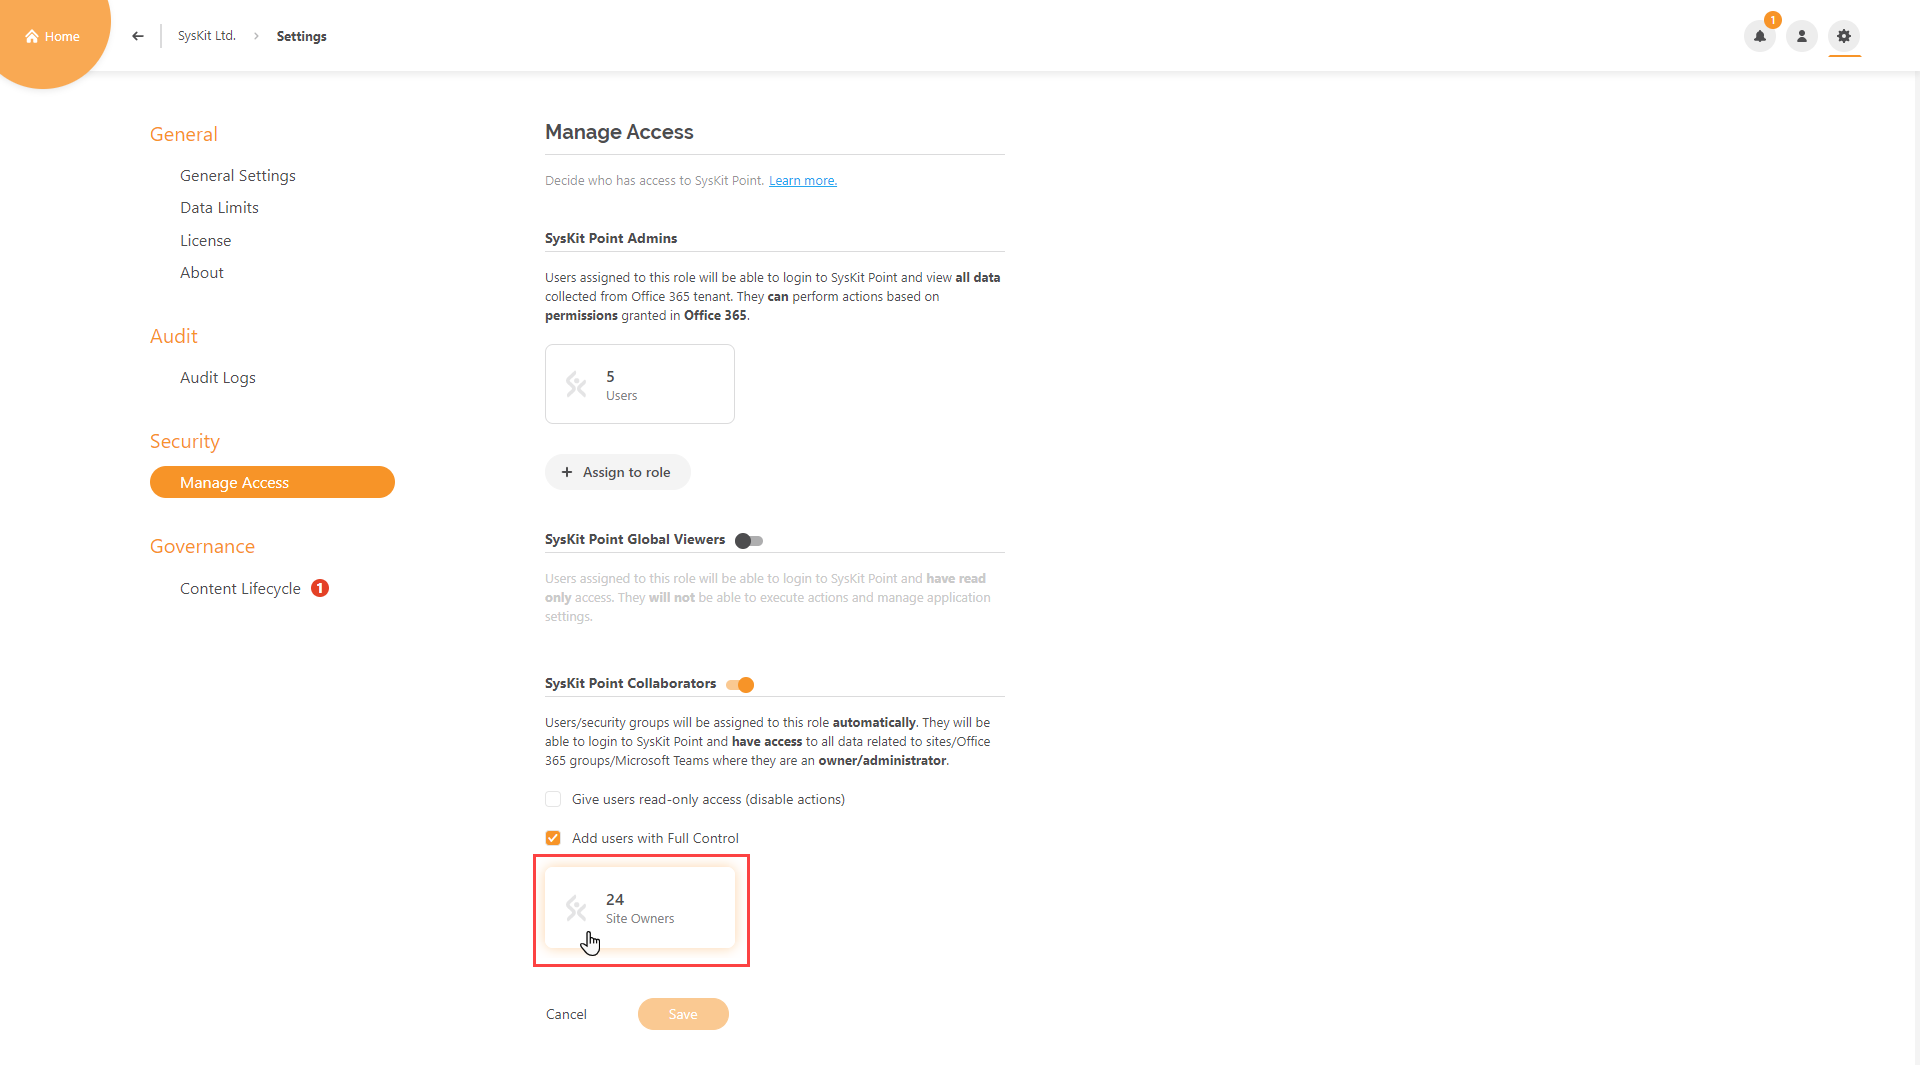 Home
SysKit Ltd.
Settings
1
General
General Settings
Data Limits
License
About
Audit
Audit Logs
Security
Manage Access
Governance
Content Lifecycle 1
Manage Access
Decide who has access to SysKit Point. Learn more.
SysKit Point Admins
Users assigned to this role will be able to login to SysKit Point and view all data
collected from Office 365 tenant. They can perform actions based on
permissions granted in Office 365.
5
Users
+ Assign to role
SysKit Point Global Viewers
Users assigned to this role will be able to login to SysKit Point and have read
only access. They will not be able to execute actions and manage application
settings.
SysKit Point Collaborators
Users/security groups will be assigned to this role automatically. They will be
able to login to SysKit Point and have access to all data related to sites/Office
365 groups/Microsoft Teams where they are an owner/administrator.
Give users read-only access (disable actions)
Add users with Full Control
24
Site Owners
Cancel
Save